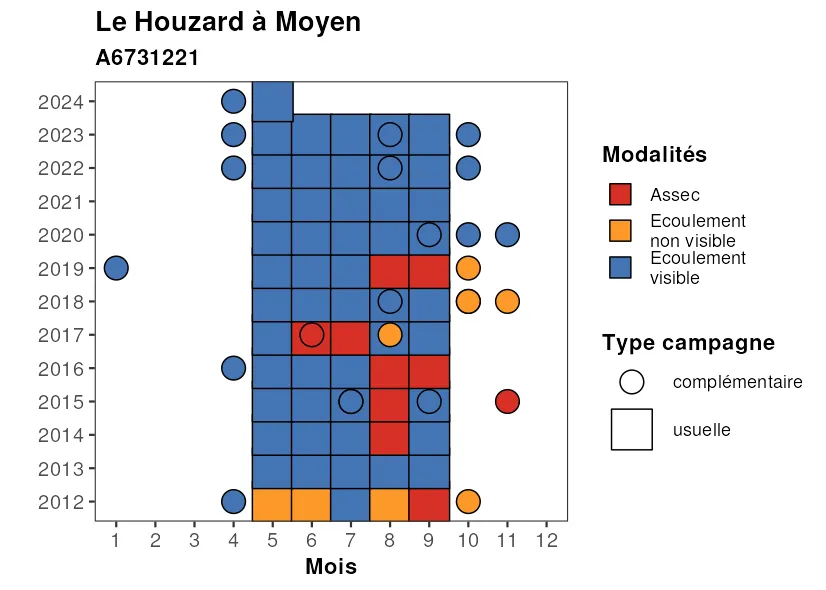 Le Houzard à Moyen
A6731221
2024
2023
2022
2021
2020
2019
2018
2017
2016
2015
2014
2013
2012
1 2 3 4 5 6 7 8 9 10 11 12
Mois
Modalités
Assec
Ecoulement
non visible
Ecoulement
visible
Type campagne
complémentaire
usuelle